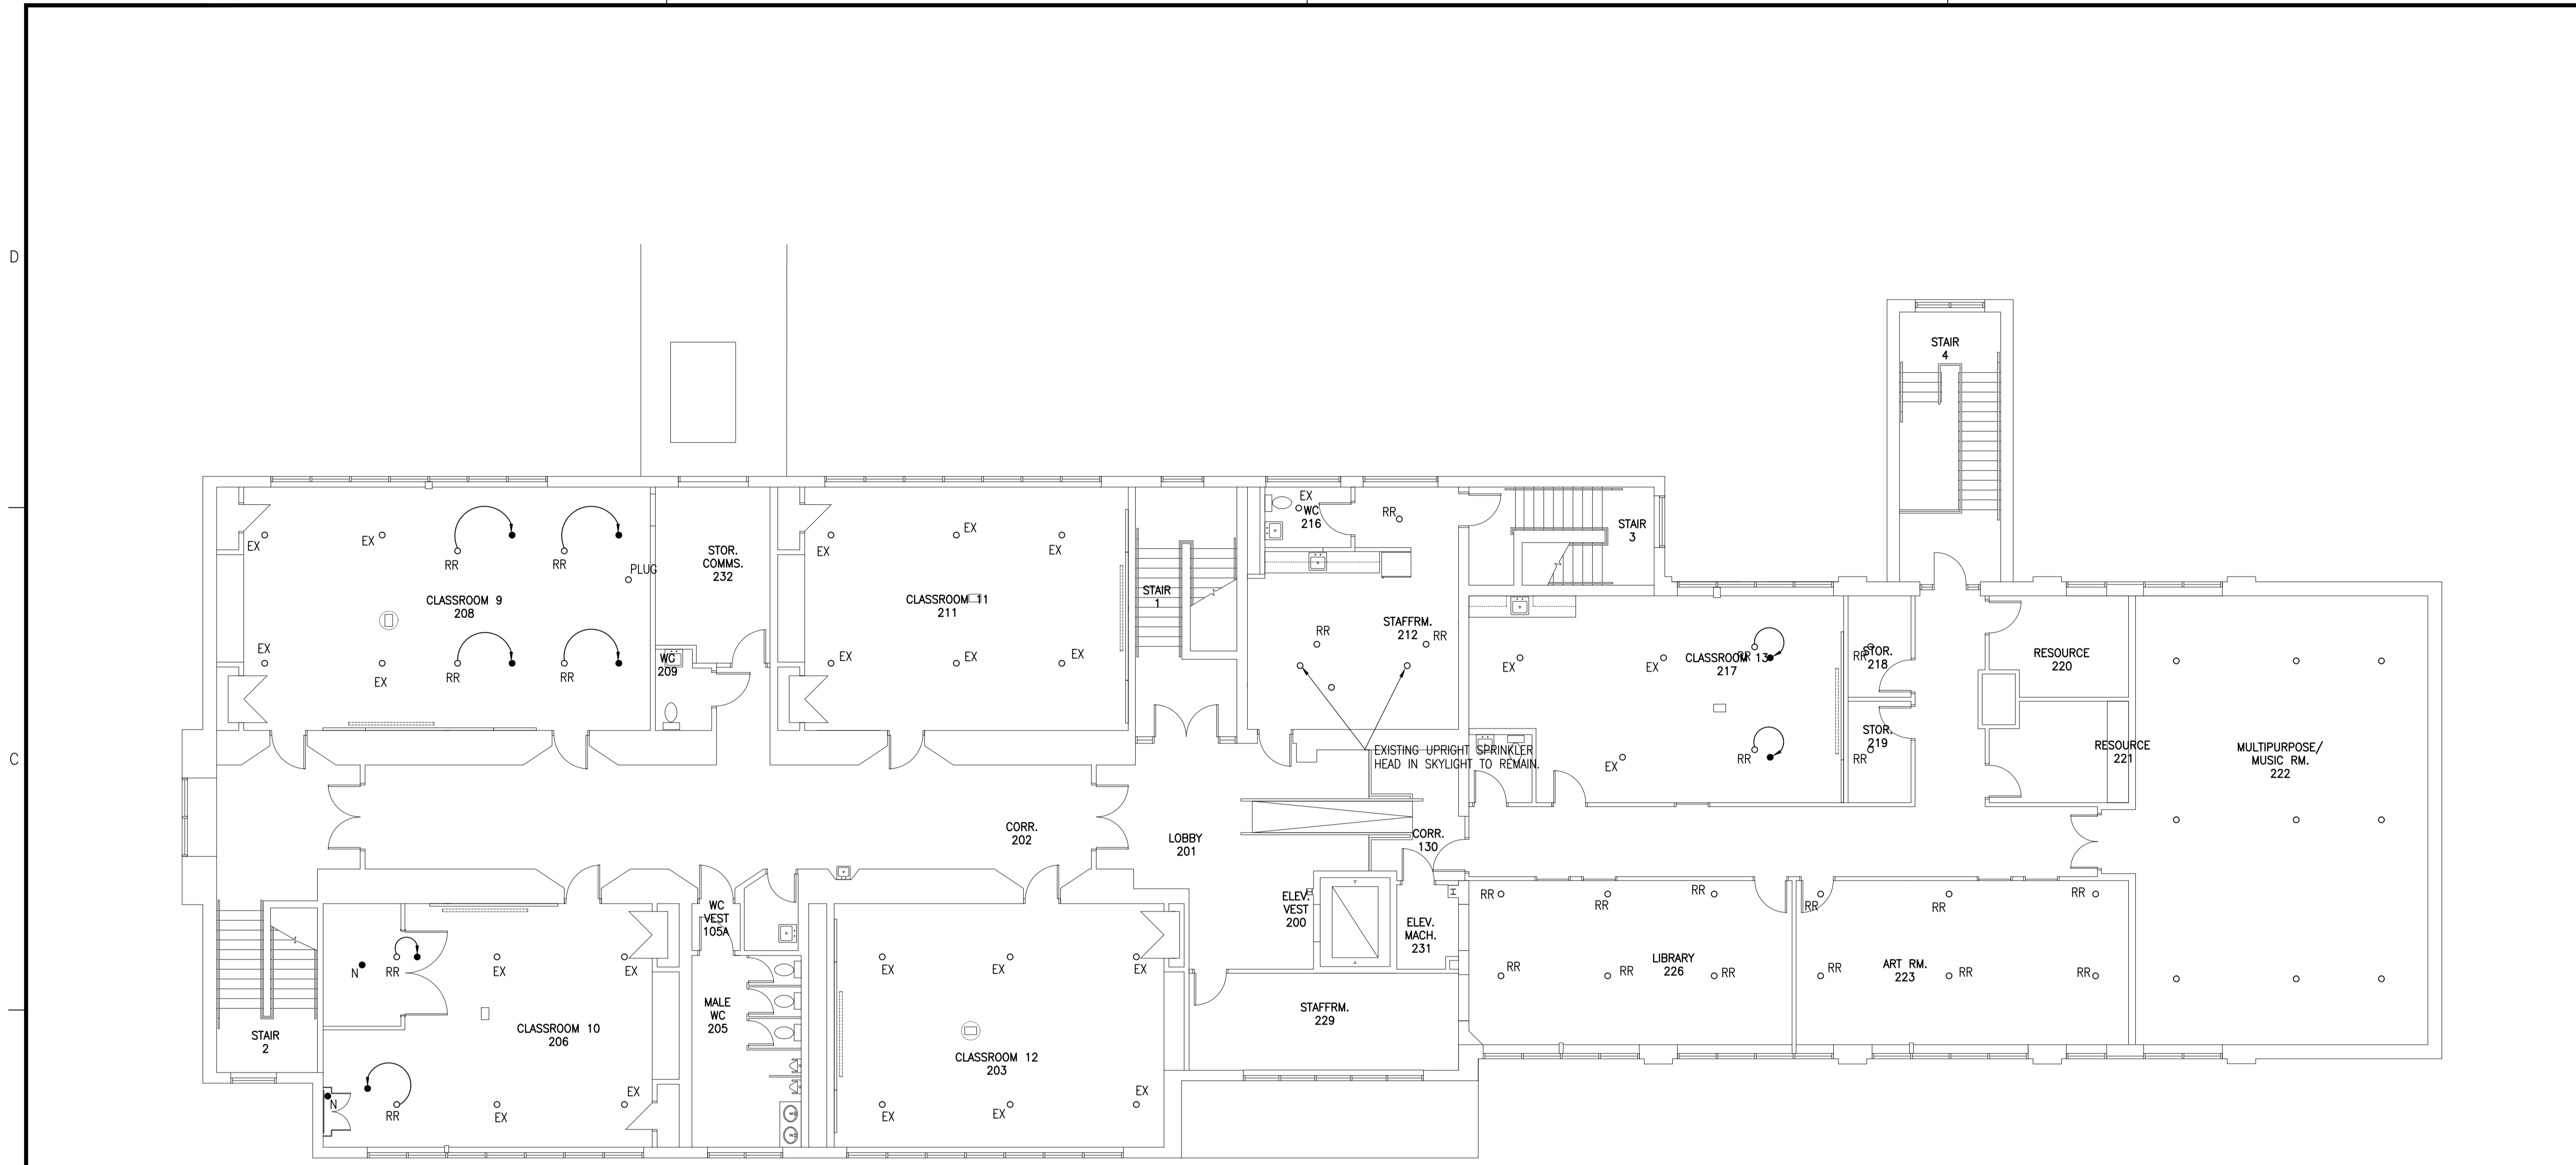 D
C
STAIR
4
EX
WC
216
RR
STAIR
3
EX
EX
RR
RR
PLUG
STOR.
COMMS.
232
EX
EX
EX
CLASSROOM 9
208
CLASSROOM 11
211
STAIR
1
STAFFRM.
212
RR
RR
EX
EX
RR
RR
WC
209
EX
EX
EX
EX
EX
CLASSROOM 13
217
RR
RR
STOR.
218
RESOURCE
220
EX
RR
STOR.
219
RR
RESOURCE
221
MULTIPURPOSE/
MUSIC RM.
222
EXISTING UPRIGHT SPRINKLER
HEAD IN SKYLIGHT TO REMAIN.
CORR.
202
LOBBY
201
CORR.
130
WC
VEST
105A
ELEV.
VEST
200
ELEV.
MACH.
231
H
RR
RR
RR
RR
RR
RR
RR
RR
RR
LIBRARY
226
RR
ART RM.
223
RR
RR
N
RR
EX
EX
EX
EX
EX
MALE
WC
205
STAFFRM.
229
STAIR
2
CLASSROOM 10
206
CLASSROOM 12
203
N
RR
EX
EX
EX
EX
EX